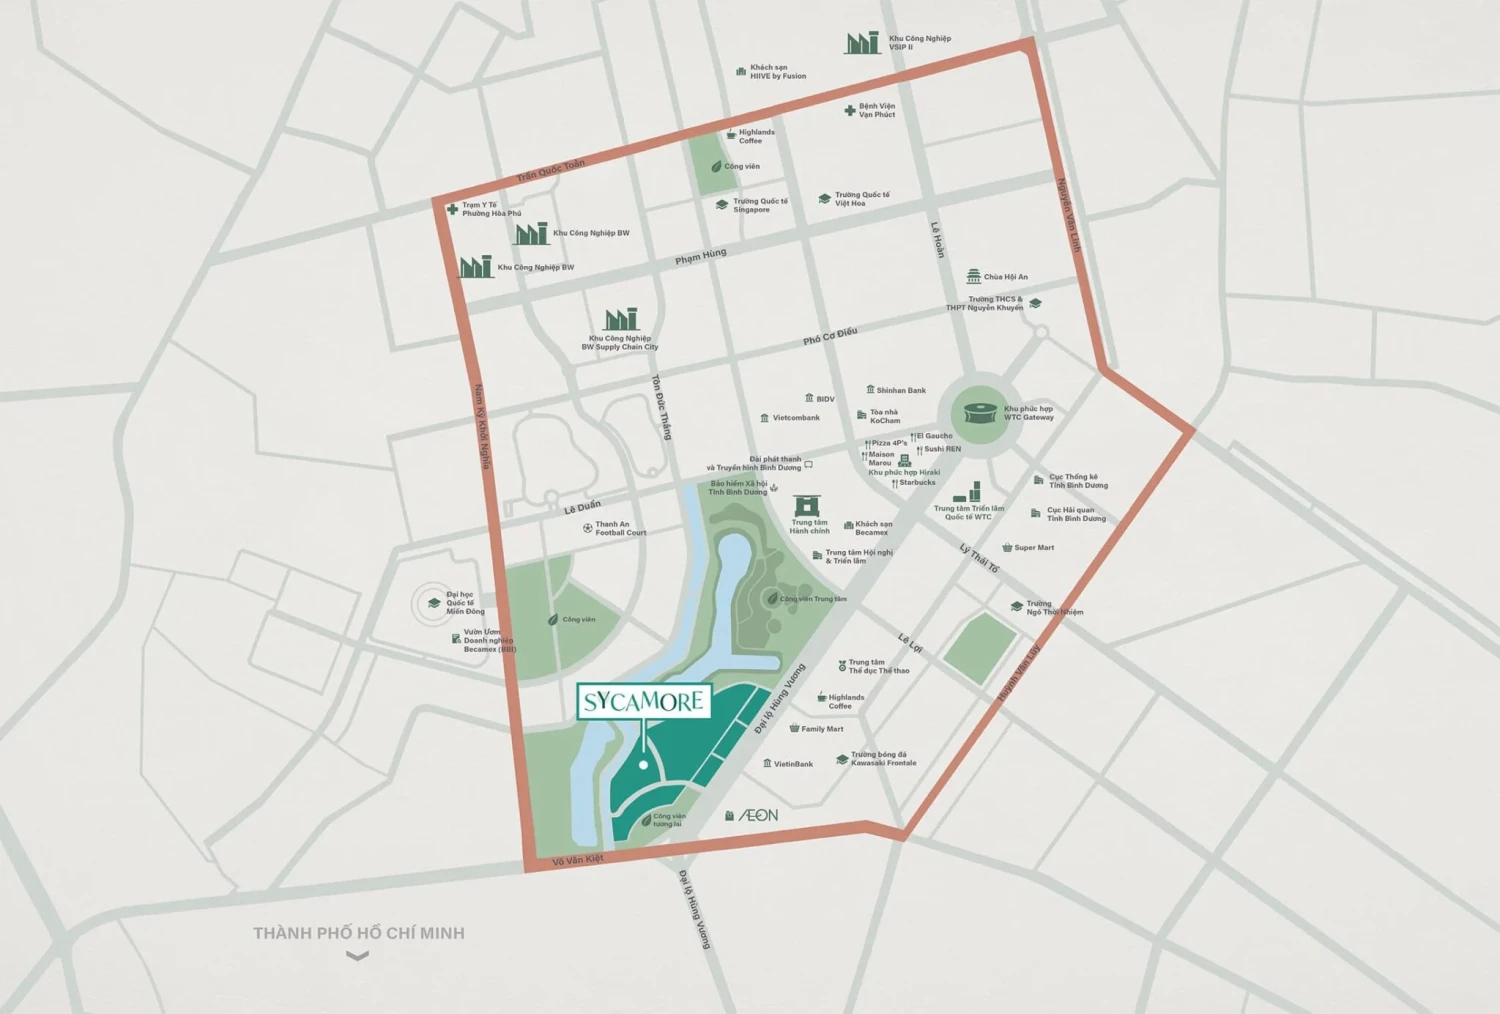 Khu Công Nghiệp
VSIP II
Khách sạn
HIIVE by Fusion
Bệnh Viện
Vạn Phúct
Highlands
Coffee
Công viên
Trần Quốc Toản
Trạm Y Tế
Phường Hòa Phú
Trường Quốc tế
Singapore
Trường Quốc tế
Việt Hoa
Nguyễn Văn Linh
Khu Công Nghiệp BW
Khu Công Nghiệp BW
Phạm Hùng
Lê Hoàn
Chùa Hội An
Trường THCS &
THPT Nguyễn Khuyến
Khu Công Nghiệp
BW Supply Chain City
Phó Cơ Điều
Nam Kỳ Khởi Nghĩa
Tôn Đức Thắng
Shinhan Bank
BIDV
Vietcombank
Tòa nhà
KoCham
Khu phức hợp
WTC Gateway
Pizza 4P's
El Gaucho
Sushi REN
Maison
Marou
Khu phức hợp Hiraki
Starbucks
Đài phát thanh
và Truyền hình Bình Dương
Bảo hiểm Xã hội
Tỉnh Bình Dương
Cục Thống kê
Tỉnh Bình Dương
Lê Duẩn
Thanh An
Football Court
Trung tâm
Hành chính
Khách sạn
Becamex
Trung tâm Triển lãm
Quốc tế WTC
Cục Hải quan
Tỉnh Bình Dương
Trung tâm Hội nghị
& Triển lãm
Super Mart
Lý Thái Tổ
Đại học
Quốc tế
Miền Đông
Công viên
Công viên Trung tâm
Trường
Ngô Thời Nhiệm
Vườn Ươm
Doanh nghiệp
Becamex (BBI)
Lê Lợi
Huỳnh Văn Lũy
Trung tâm
Thể dục Thể thao
SYCAMORE
Đại lộ Hùng Vương
Highlands
Coffee
Family Mart
VietinBank
Trường bóng đá
Kawasaki Frontale
Công viên
tương lai
ÆON
Võ Văn Kiệt
Đại lộ Hùng Vương
THÀNH PHỐ HỒ CHÍ MINH